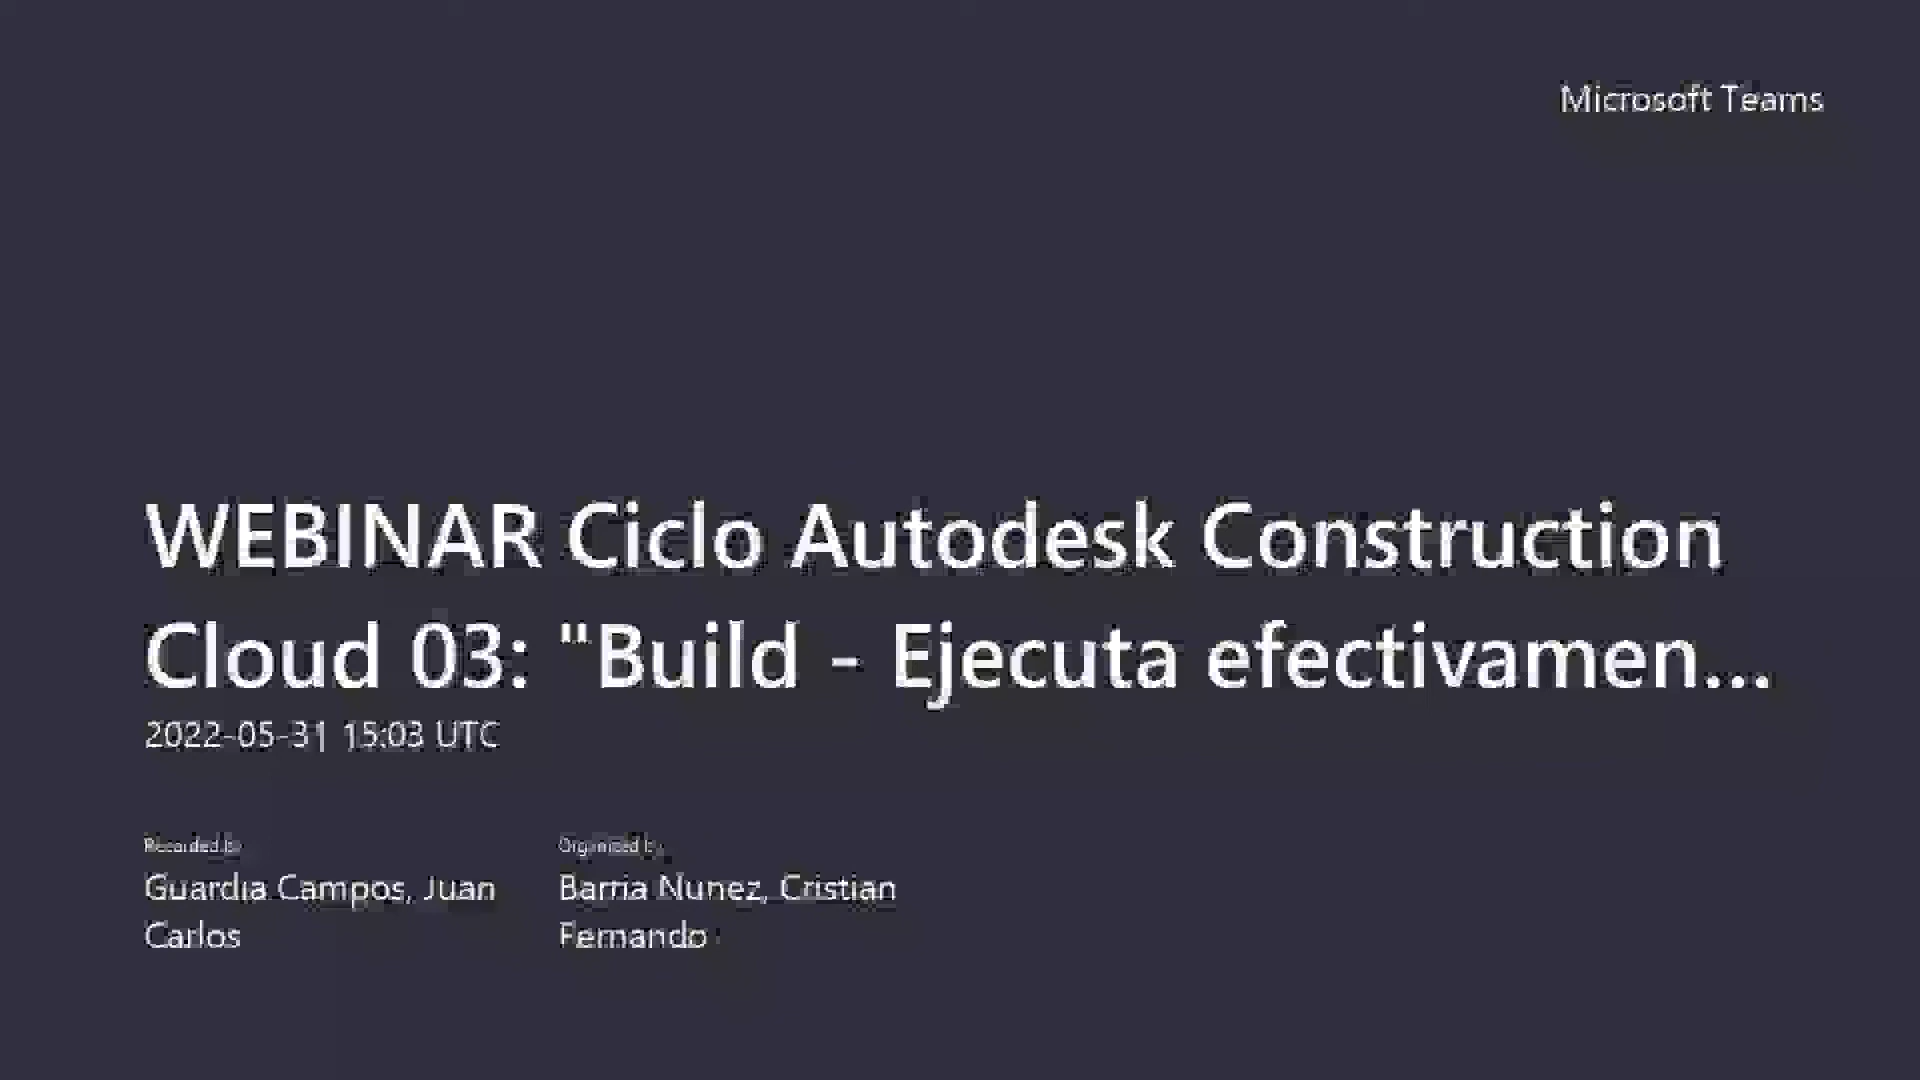 Microsoft Teams
WEBINAR Ciclo Autodesk Construction
Cloud 03: "Build - Ejecuta efectivamen...
2022-05-31 15:03 UTC
Recorded by
Organized by
Guardia Campos, Juan
Carlos
Barria Nunez, Cristian
Fernando